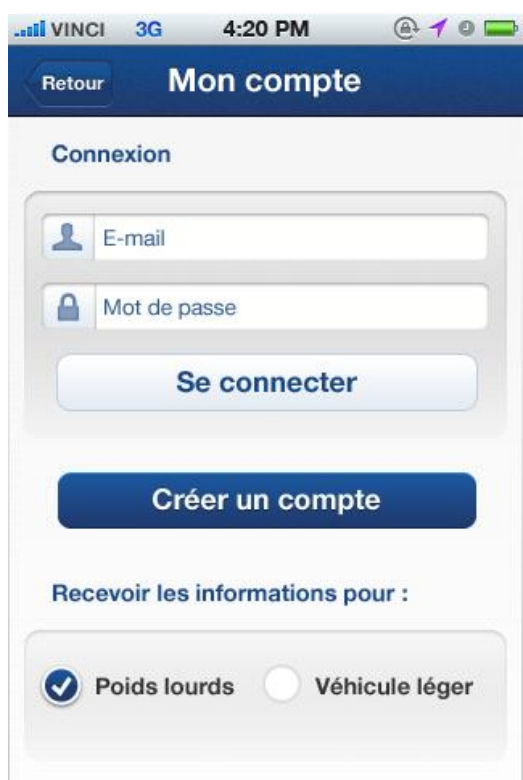 VINCI 3G 4:20 PM
Retour Mon compte
Connexion
E-mail
Mot de passe
Se connecter
Créer un compte
Recevoir les informations pour :
Poids lourds Véhicule léger